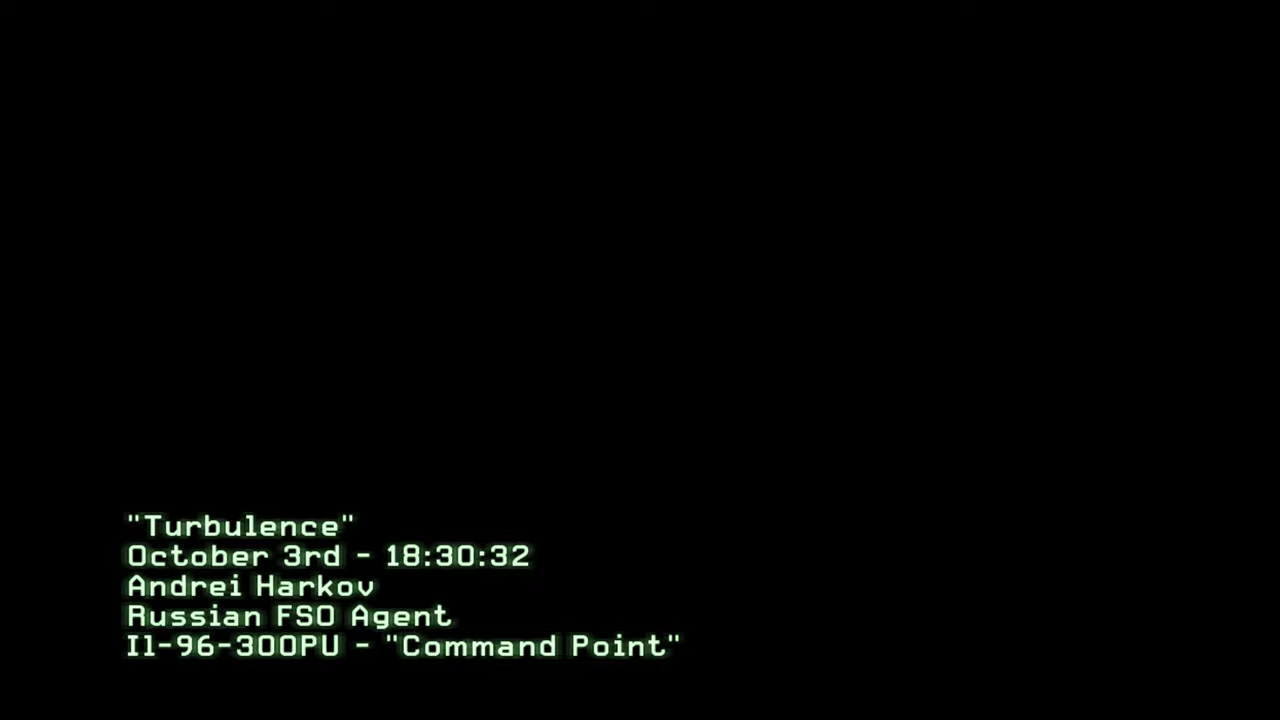 "Turbulence"
October 3rd - 18:30:32
Andrei Harkov
Russian FSO Agent
Il-96-300PU - "Command Point"